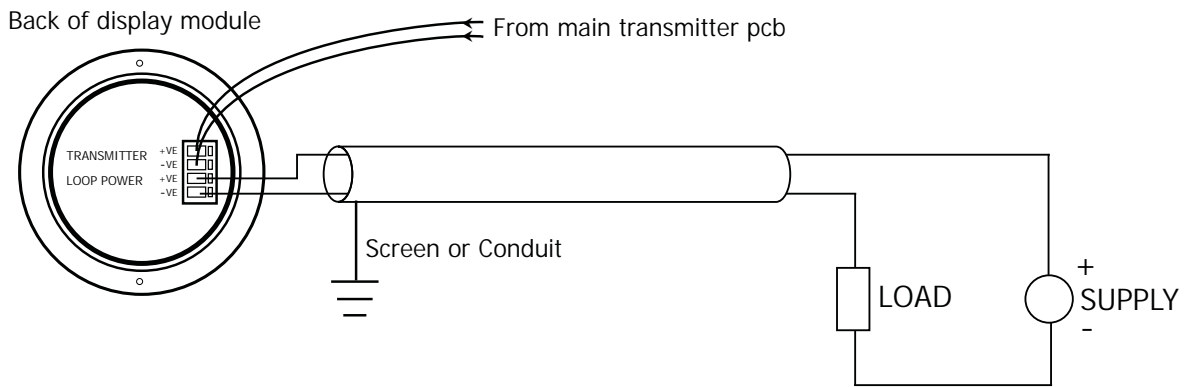 Back of display module
From main transmitter pcb
TRANSMITTER +VE
-VE
LOOP POWER +VE
-VE
Screen or Conduit
LOAD
+
SUPPLY
-